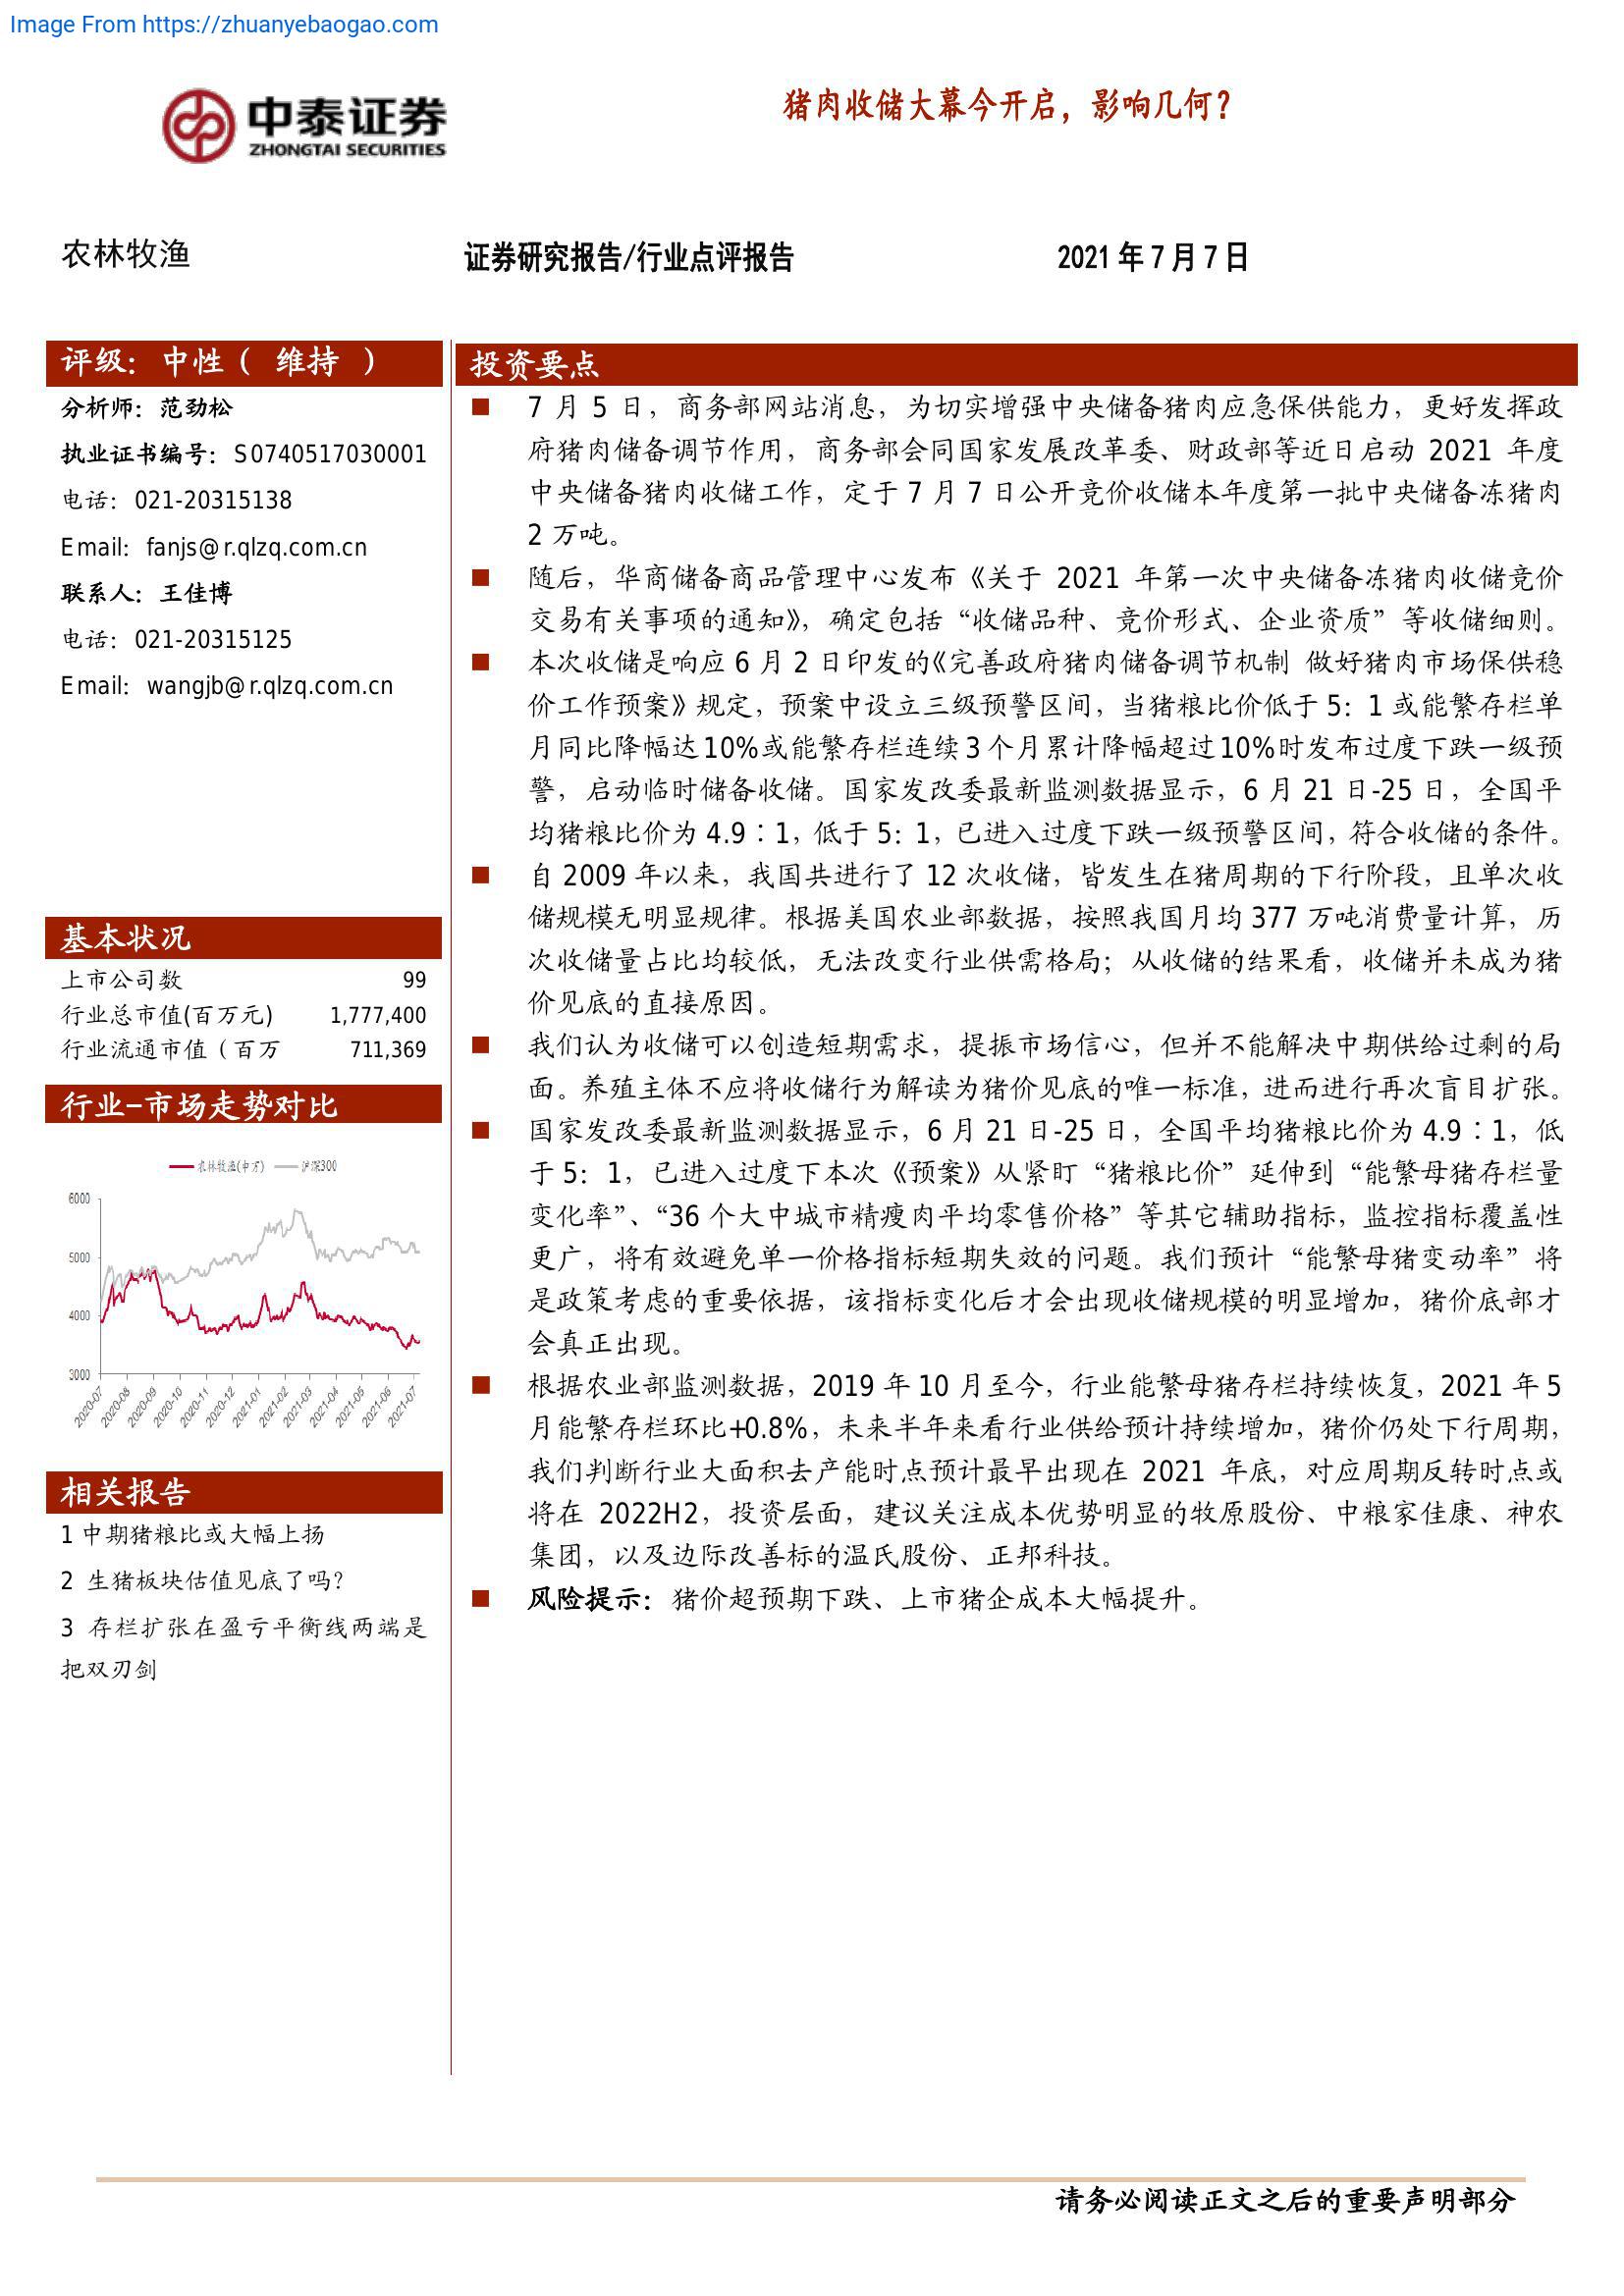 Image From https://zhuanyebaogao.com
中泰证券
ZHONGTAI SECURITIES
猪肉收储大幕今开启，影响几何？
农林牧渔
证券研究报告/行业点评报告
2021年7月7日
评级：中性（ 维持 ）
分析师：范劲松
执业证书编号：S0740517030001
电话：021-20315138
Email：fanjs@r.qlzq.com.cn
联系人：王佳博
电话：021-20315125
Email：wangjb@r.qlzq.com.cn
基本状况
上市公司数 99
行业总市值(百万元) 1,777,400
行业流通市值（百万 711,369
行业-市场走势对比
农林牧渔(申万) 沪深300
6000
5000
4000
3000
2020-07 2020-08 2020-09 2020-10 2020-11 2020-12 2021-01 2021-02 2021-03 2021-04 2021-05 2021-06 2021-07
相关报告
1 中期猪粮比或大幅上扬
2 生猪板块估值见底了吗？
3 存栏扩张在盈亏平衡线两端是
把双刃剑
投资要点
7 月 5 日，商务部网站消息，为切实增强中央储备猪肉应急保供能力，更好发挥政
府猪肉储备调节作用，商务部会同国家发展改革委、财政部等近日启动 2021 年度
中央储备猪肉收储工作，定于 7 月 7 日公开竞价收储本年度第一批中央储备冻猪肉
2 万吨。
随后，华商储备商品管理中心发布《关于 2021 年第一次中央储备冻猪肉收储竞价
交易有关事项的通知》，确定包括“收储品种、竞价形式、企业资质”等收储细则。
本次收储是响应 6 月 2 日印发的《完善政府猪肉储备调节机制 做好猪肉市场保供稳
价工作预案》规定，预案中设立三级预警区间，当猪粮比价低于 5：1 或能繁存栏单
月同比降幅达 10%或能繁存栏连续 3 个月累计降幅超过 10%时发布过度下跌一级预
警，启动临时储备收储。国家发改委最新监测数据显示，6 月 21 日-25 日，全国平
均猪粮比价为 4.9∶1，低于 5：1，已进入过度下跌一级预警区间，符合收储的条件。
自 2009 年以来，我国共进行了 12 次收储，皆发生在猪周期的下行阶段，且单次收
储规模无明显规律。根据美国农业部数据，按照我国月均 377 万吨消费量计算，历
次收储量占比均较低，无法改变行业供需格局；从收储的结果看，收储并未成为猪
价见底的直接原因。
我们认为收储可以创造短期需求，提振市场信心，但并不能解决中期供给过剩的局
面。养殖主体不应将收储行为解读为猪价见底的唯一标准，进而进行再次盲目扩张。
国家发改委最新监测数据显示，6 月 21 日-25 日，全国平均猪粮比价为 4.9∶1，低
于 5：1，已进入过度下本次《预案》从紧盯“猪粮比价”延伸到“能繁母猪存栏量
变化率”、“36 个大中城市精瘦肉平均零售价格”等其它辅助指标，监控指标覆盖性
更广，将有效避免单一价格指标短期失效的问题。我们预计“能繁母猪变动率”将
是政策考虑的重要依据，该指标变化后才会出现收储规模的明显增加，猪价底部才
会真正出现。
根据农业部监测数据，2019 年 10 月至今，行业能繁母猪存栏持续恢复，2021 年 5
月能繁存栏环比+0.8%，未来半年来看行业供给预计持续增加，猪价仍处下行周期，
我们判断行业大面积去产能时点预计最早出现在 2021 年底，对应周期反转时点或
将在 2022H2，投资层面，建议关注成本优势明显的牧原股份、中粮家佳康、神农
集团，以及边际改善标的温氏股份、正邦科技。
风险提示：猪价超预期下跌、上市猪企成本大幅提升。
请务必阅读正文之后的重要声明部分